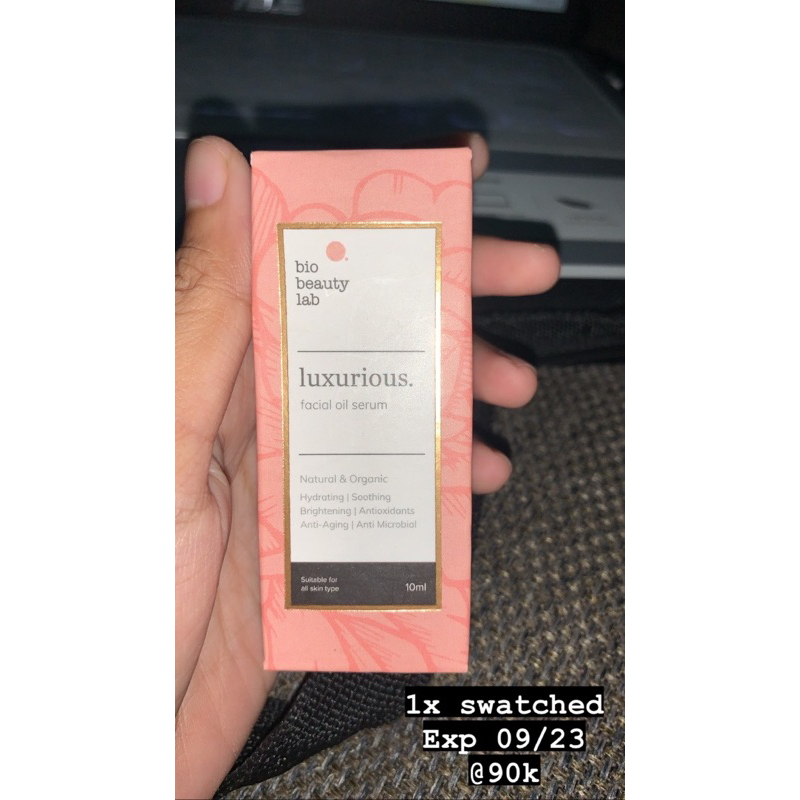 bio
beauty
lab
luxurious.
facial oil serum
Natural & Organic
Hydrating | Soothing
Brightening | Antioxidants
Anti-Aging | Anti Microbial
Suitable for
all skin type
10ml
1x swatched
Exp 09/23
@90k